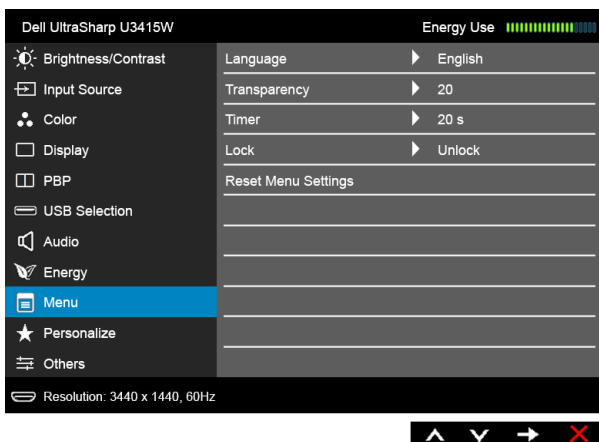 Dell UltraSharp U3415W Energy Use
Brightness/Contrast Language English
Input Source Transparency 20
Color Timer 20 s
Display Lock Unlock
PBP Reset Menu Settings
USB Selection
Audio
Energy
Menu
Personalize
Others
Resolution: 3440 x 1440, 60Hz